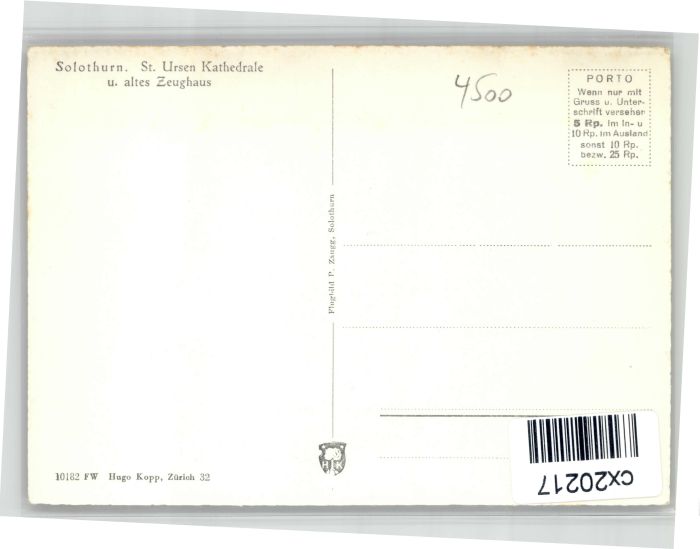 Solothurn. St. Ursen Kathedrale
u. altes Zeughaus
4500
PORTO
Wenn nur mit
Gruss u. Unter-
schrift versehen
5 Rp. im In- u
10 Rp. im Ausland
sonst 10 Rp.
bezw. 25 Rp.
Flugbild P. Zaugg, Solothurn
H K
10182 FW Hugo Kopp, Zürich 32
cx20217